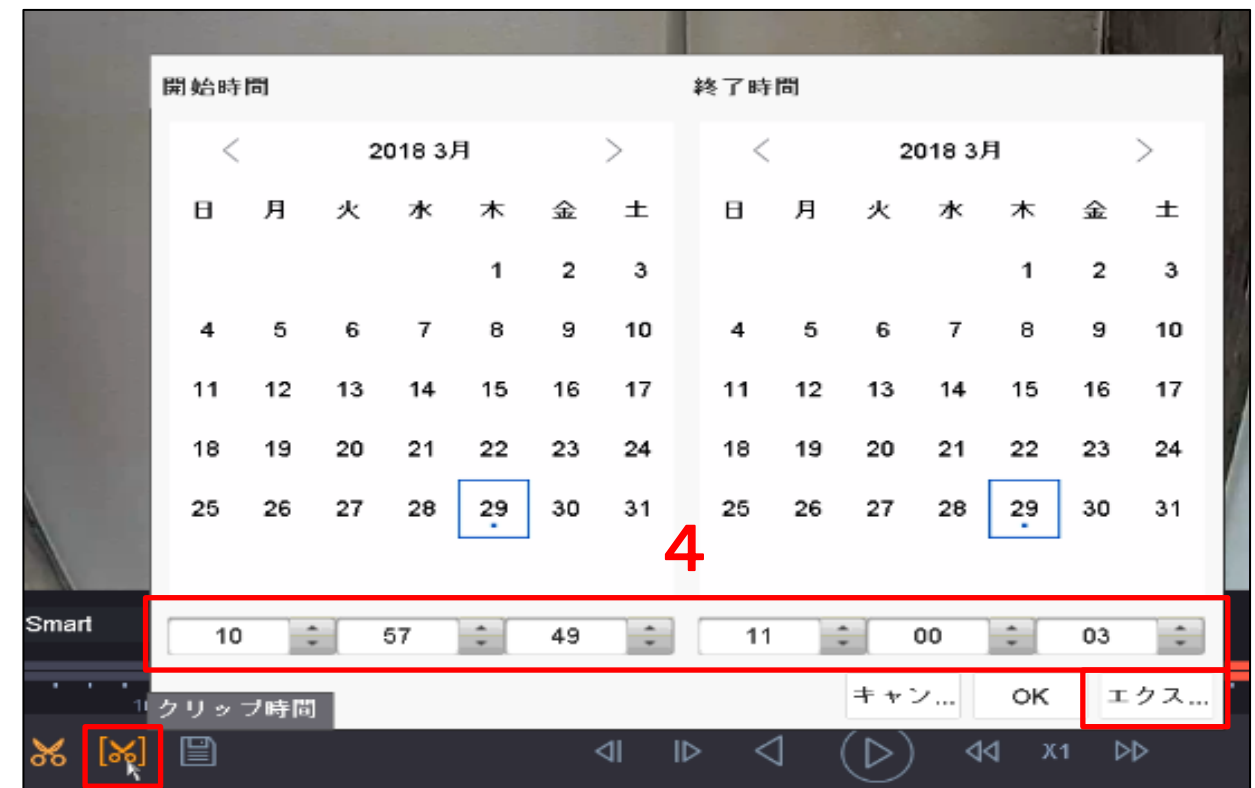 開始時間 終了時間
< 2018 3月 > < 2018 3月 >
日 月 火 水 木 金 土 日 月 火 水 木 金 土
1 2 3 1 2 3
4 5 6 7 8 9 10 4 5 6 7 8 9 10
11 12 13 14 15 16 17 11 12 13 14 15 16 17
18 19 20 21 22 23 24 18 19 20 21 22 23 24
25 26 27 28 29 30 31 25 26 27 28 29 30 31
4
Smart
10 57 49 11 00 03
キャン... OK エクス...
クリップ時間
X1